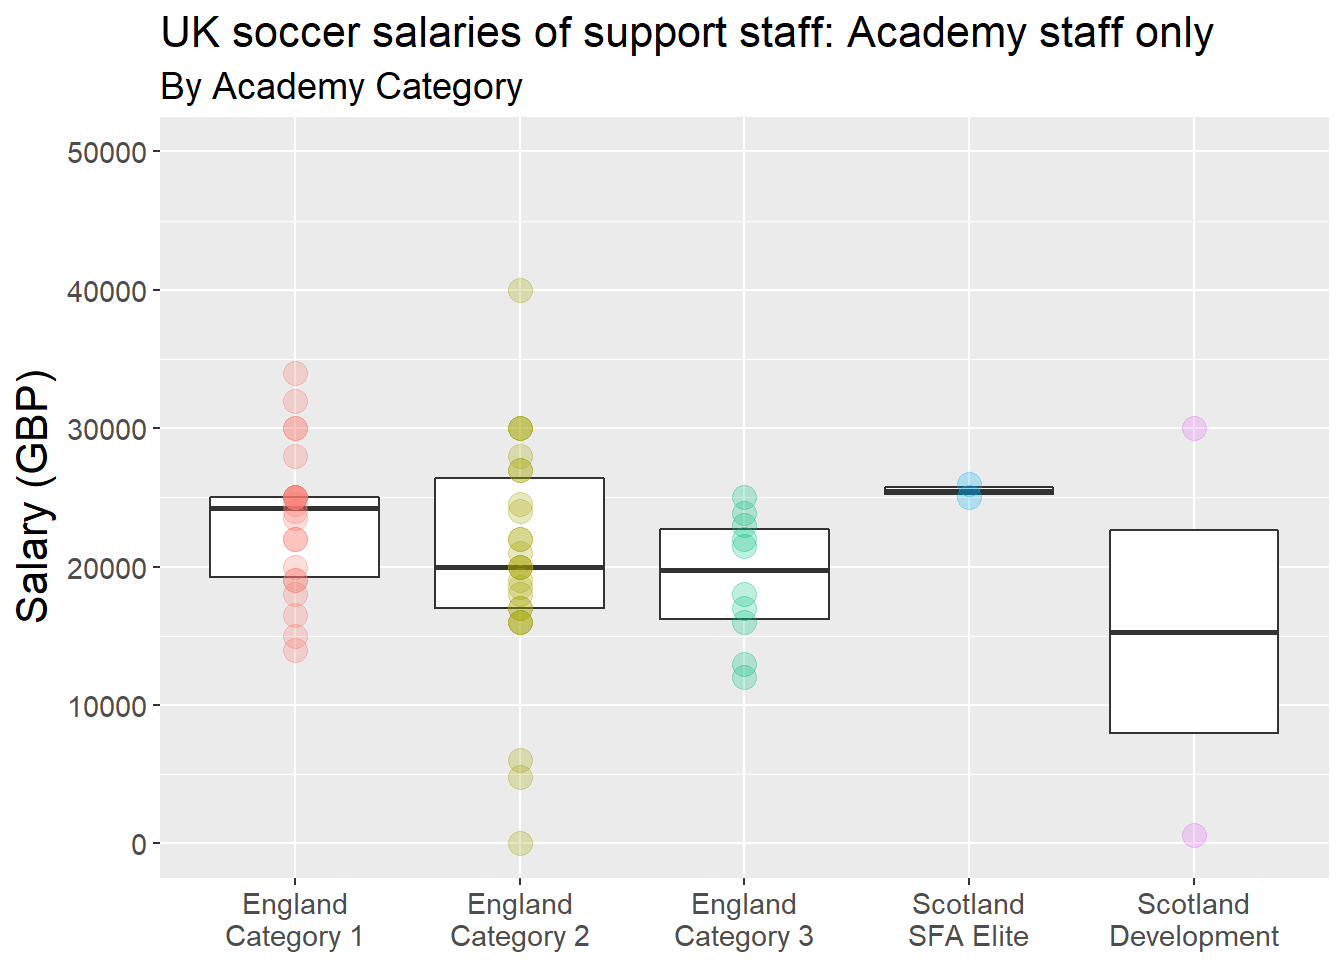 UK soccer salaries of support staff: Academy staff only
By Academy Category
Salary (GBP)
50000
40000
30000
20000
10000
0
England
Category 1
England
Category 2
England
Category 3
Scotland
SFA Elite
Scotland
Development